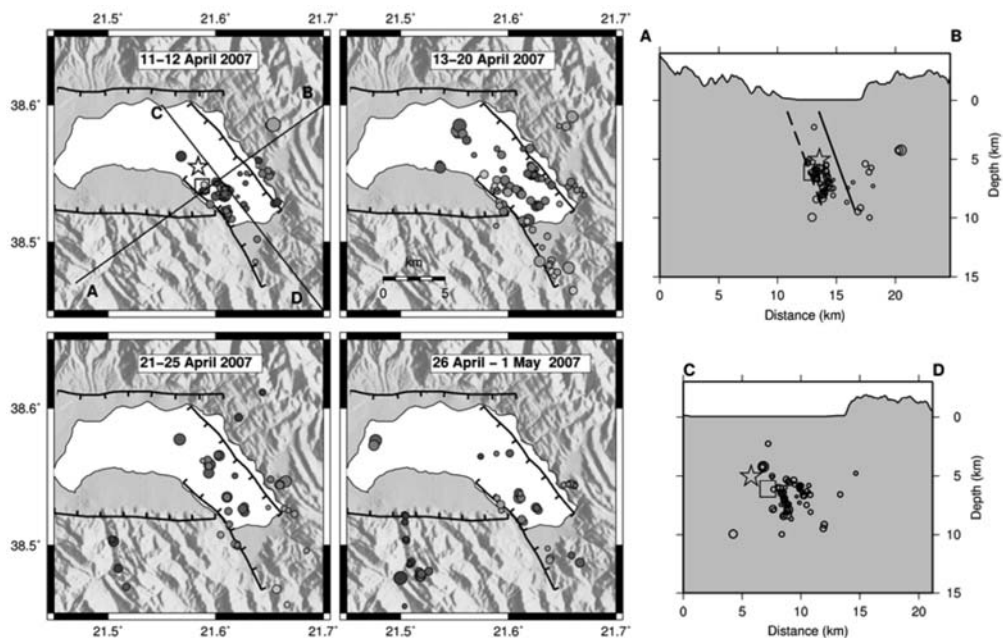 21.5° 21.6° 21.7° 21.5° 21.6° 21.7°
11–12 April 2007
13–20 April 2007
A B
B
C
38.6°
38.5°
km
0 5
A
D
0
5
10
15
Depth (km)
0 5 10 15 20
Distance (km)
21–25 April 2007
26 April – 1 May 2007
C D
38.6°
38.5°
0
5
10
15
Depth (km)
0 5 10 15 20
Distance (km)
21.5° 21.6° 21.7° 21.5° 21.6° 21.7°